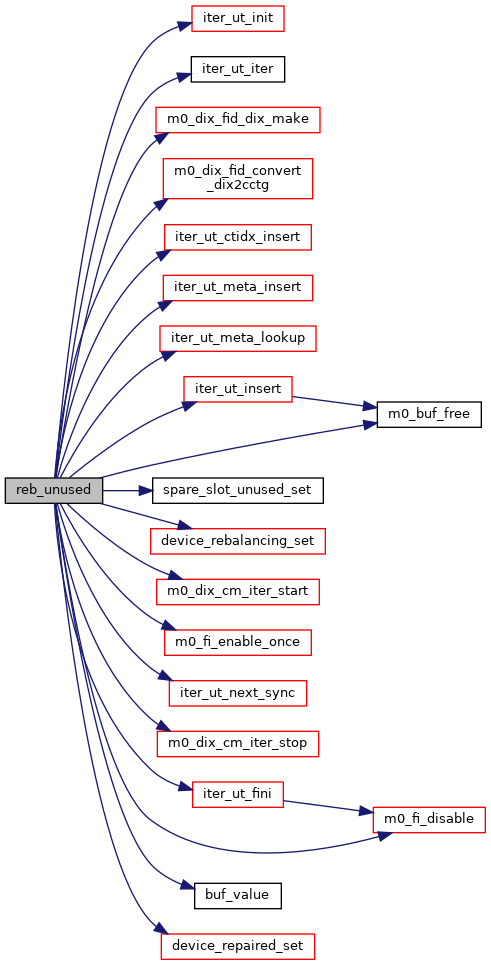 iter_ut_init
iter_ut_iter
m0_dix_fid_dix_make
m0_dix_fid_convert
_dix2cctg
iter_ut_ctidx_insert
iter_ut_meta_insert
iter_ut_meta_lookup
iter_ut_insert
m0_buf_free
reb_unused
spare_slot_unused_set
device_rebalancing_set
m0_dix_cm_iter_start
m0_fi_enable_once
iter_ut_next_sync
m0_dix_cm_iter_stop
iter_ut_fini
m0_fi_disable
buf_value
device_repaired_set